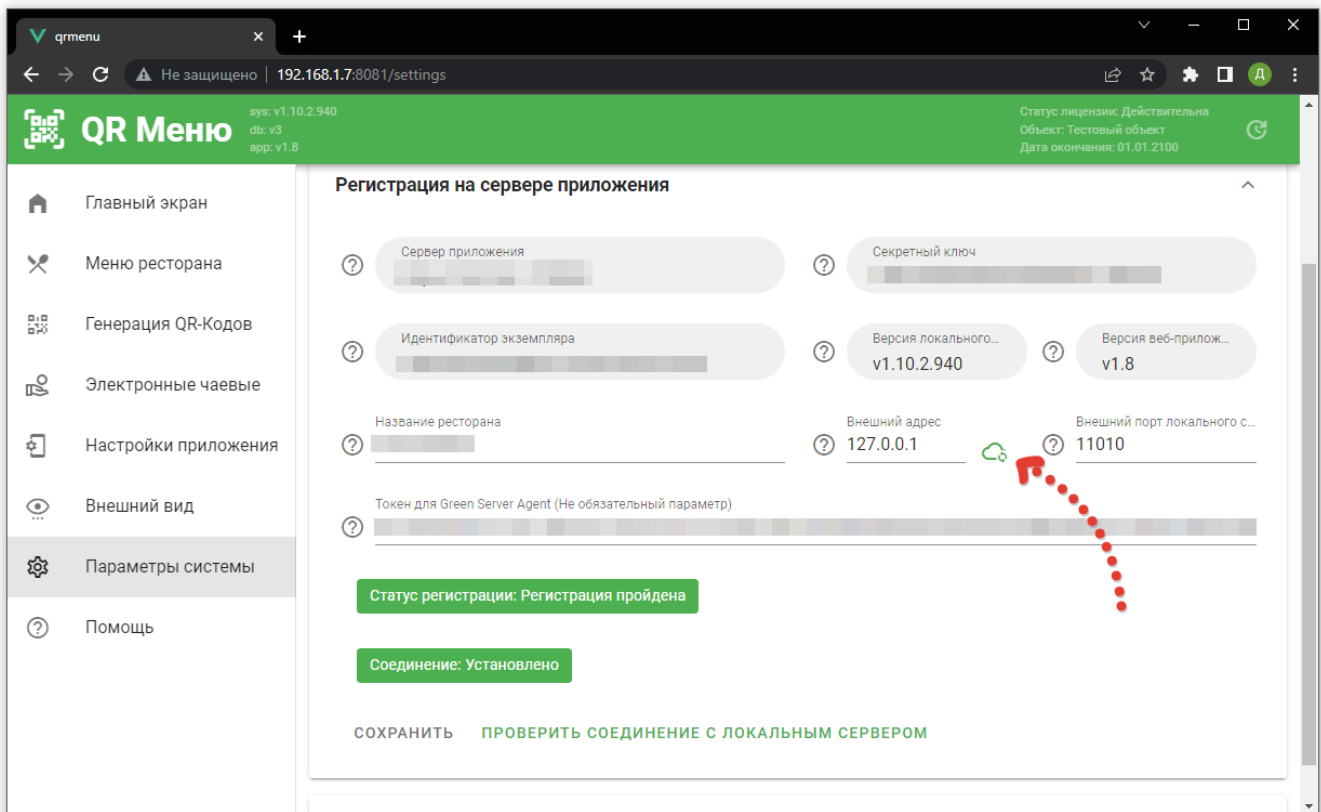 qrmenu
Не защищено 192.168.1.7:8081/settings
Д
QR Меню
sys: v1.10.2.940
db: v3
app: v1.8
Статус лицензии: Действительна
Объект: Тестовый объект
Дата окончания: 01.01.2100
Главный экран
Меню ресторана
Генерация QR-Кодов
Электронные чаевые
Настройки приложения
Внешний вид
Параметры системы
Помощь
Регистрация на сервере приложения
Сервер приложения
Секретный ключ
Идентификатор экземпляра
Версия локального...
v1.10.2.940
Версия веб-прилож...
v1.8
Название ресторана
Внешний адрес
127.0.0.1
Внешний порт локального с...
11010
Токен для Green Server Agent (Не обязательный параметр)
Статус регистрации: Регистрация пройдена
Соединение: Установлено
СОХРАНИТЬ ПРОВЕРИТЬ СОЕДИНЕНИЕ С ЛОКАЛЬНЫМ СЕРВЕРОМ